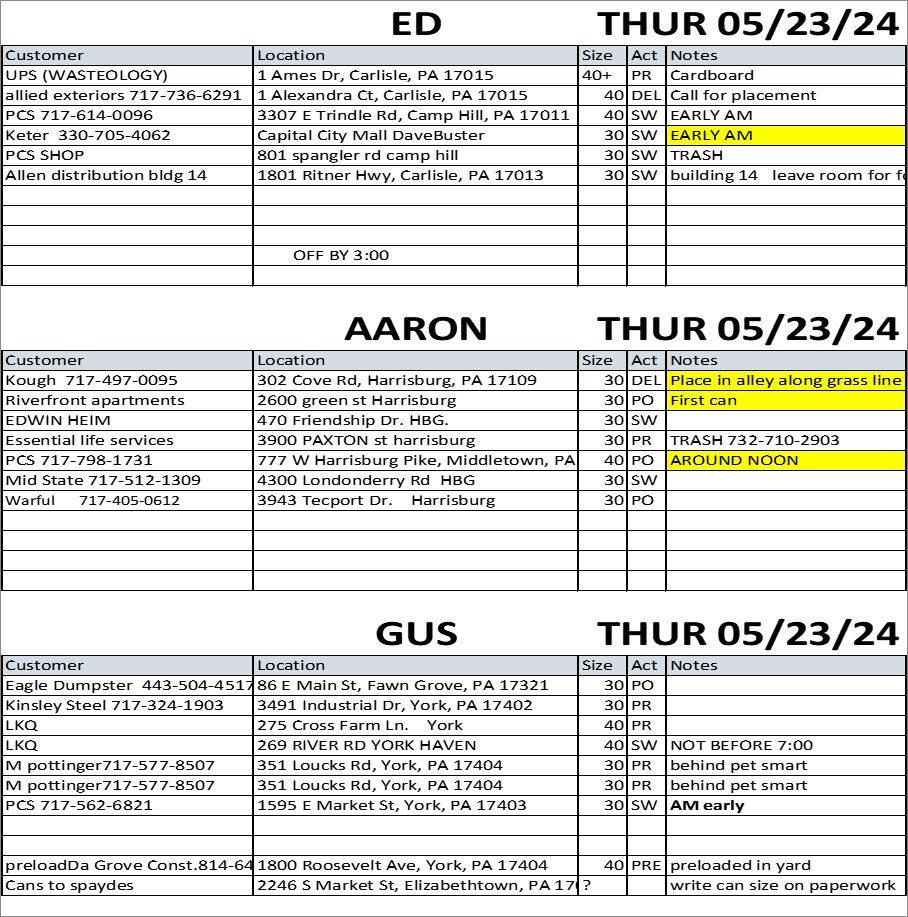 ED THUR 05/23/24
Customer Location Size Act Notes
UPS (WASTEOLOGY) 1 Ames Dr, Carlisle, PA 17015 40+ PR Cardboard
allied exteriors 717-736-6291 1 Alexandra Ct, Carlisle, PA 17015 40 DEL Call for placement
PCS 717-614-0096 3307 E Trindle Rd, Camp Hill, PA 17011 40 SW EARLY AM
Keter 330-705-4062 Capital City Mall DaveBuster 30 SW EARLY AM
PCS SHOP 801 spangler rd camp hill 30 SW TRASH
Allen distribution bldg 14 1801 Ritner Hwy, Carlisle, PA 17013 30 SW building 14 leave room for
OFF BY 3:00
AARON THUR 05/23/24
Customer Location Size Act Notes
Kough 717-497-0095 302 Cove Rd, Harrisburg, PA 17109 30 DEL Place in alley along grass line
Riverfront apartments 2600 green st Harrisburg 30 PO First can
EDWIN HEIM 470 Friendship Dr. HBG. 30 SW
Essential life services 3900 PAXTON st harrisburg 30 PR TRASH 732-710-2903
PCS 717-798-1731 777 W Harrisburg Pike, Middletown, PA 40 PO AROUND NOON
Mid State 717-512-1309 4300 Londonderry Rd HBG 30 SW
Warful 717-405-0612 3943 Tecport Dr. Harrisburg 30 PO
GUS THUR 05/23/24
Customer Location Size Act Notes
Eagle Dumpster 443-504-4517 86 E Main St, Fawn Grove, PA 17321 30 PO
Kinsley Steel 717-324-1903 3491 Industrial Dr, York, PA 17402 30 PR
LKQ 275 Cross Farm Ln. York 40 PR
LKQ 269 RIVER RD YORK HAVEN 40 SW NOT BEFORE 7:00
M pottinger717-577-8507 351 Loucks Rd, York, PA 17404 30 PR behind pet smart
M pottinger717-577-8507 351 Loucks Rd, York, PA 17404 30 PR behind pet smart
PCS 717-562-6821 1595 E Market St, York, PA 17403 30 SW AM early
preloadDa Grove Const.814-64 1800 Roosevelt Ave, York, PA 17404 40 PRE preloaded in yard
Cans to spaydes 2246 S Market St, Elizabethtown, PA 17 ? write can size on paperwork